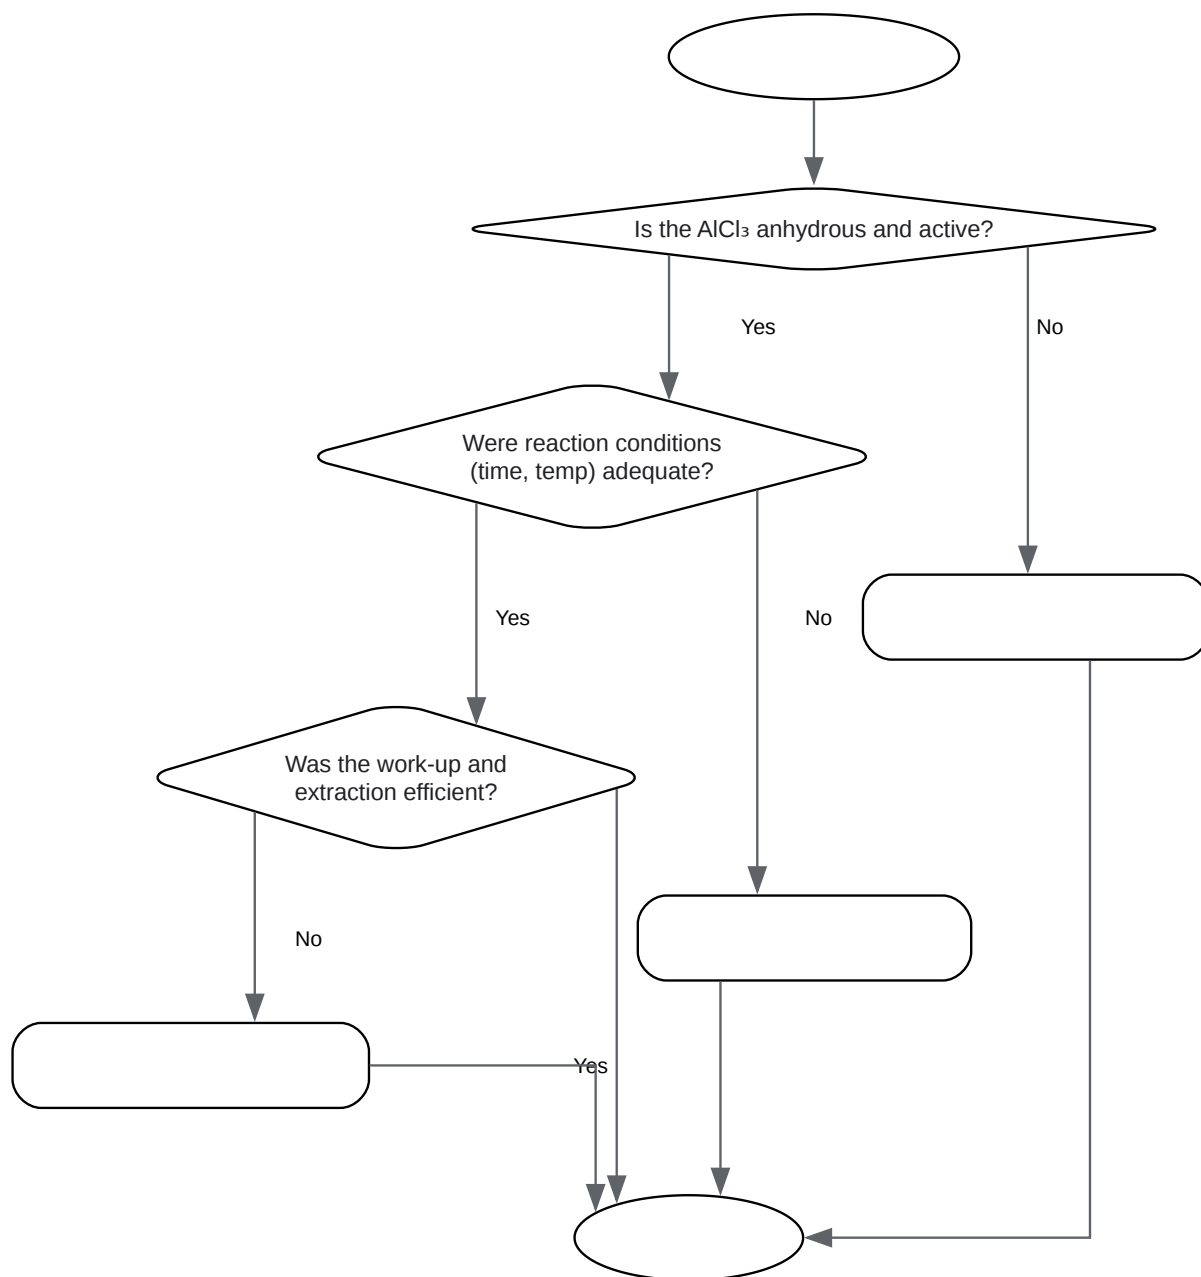 Is the AlCl₃ anhydrous and active?
Yes
No
Were reaction conditions
(time, temp) adequate?
Yes
No
Was the work-up and
extraction efficient?
No
Yes